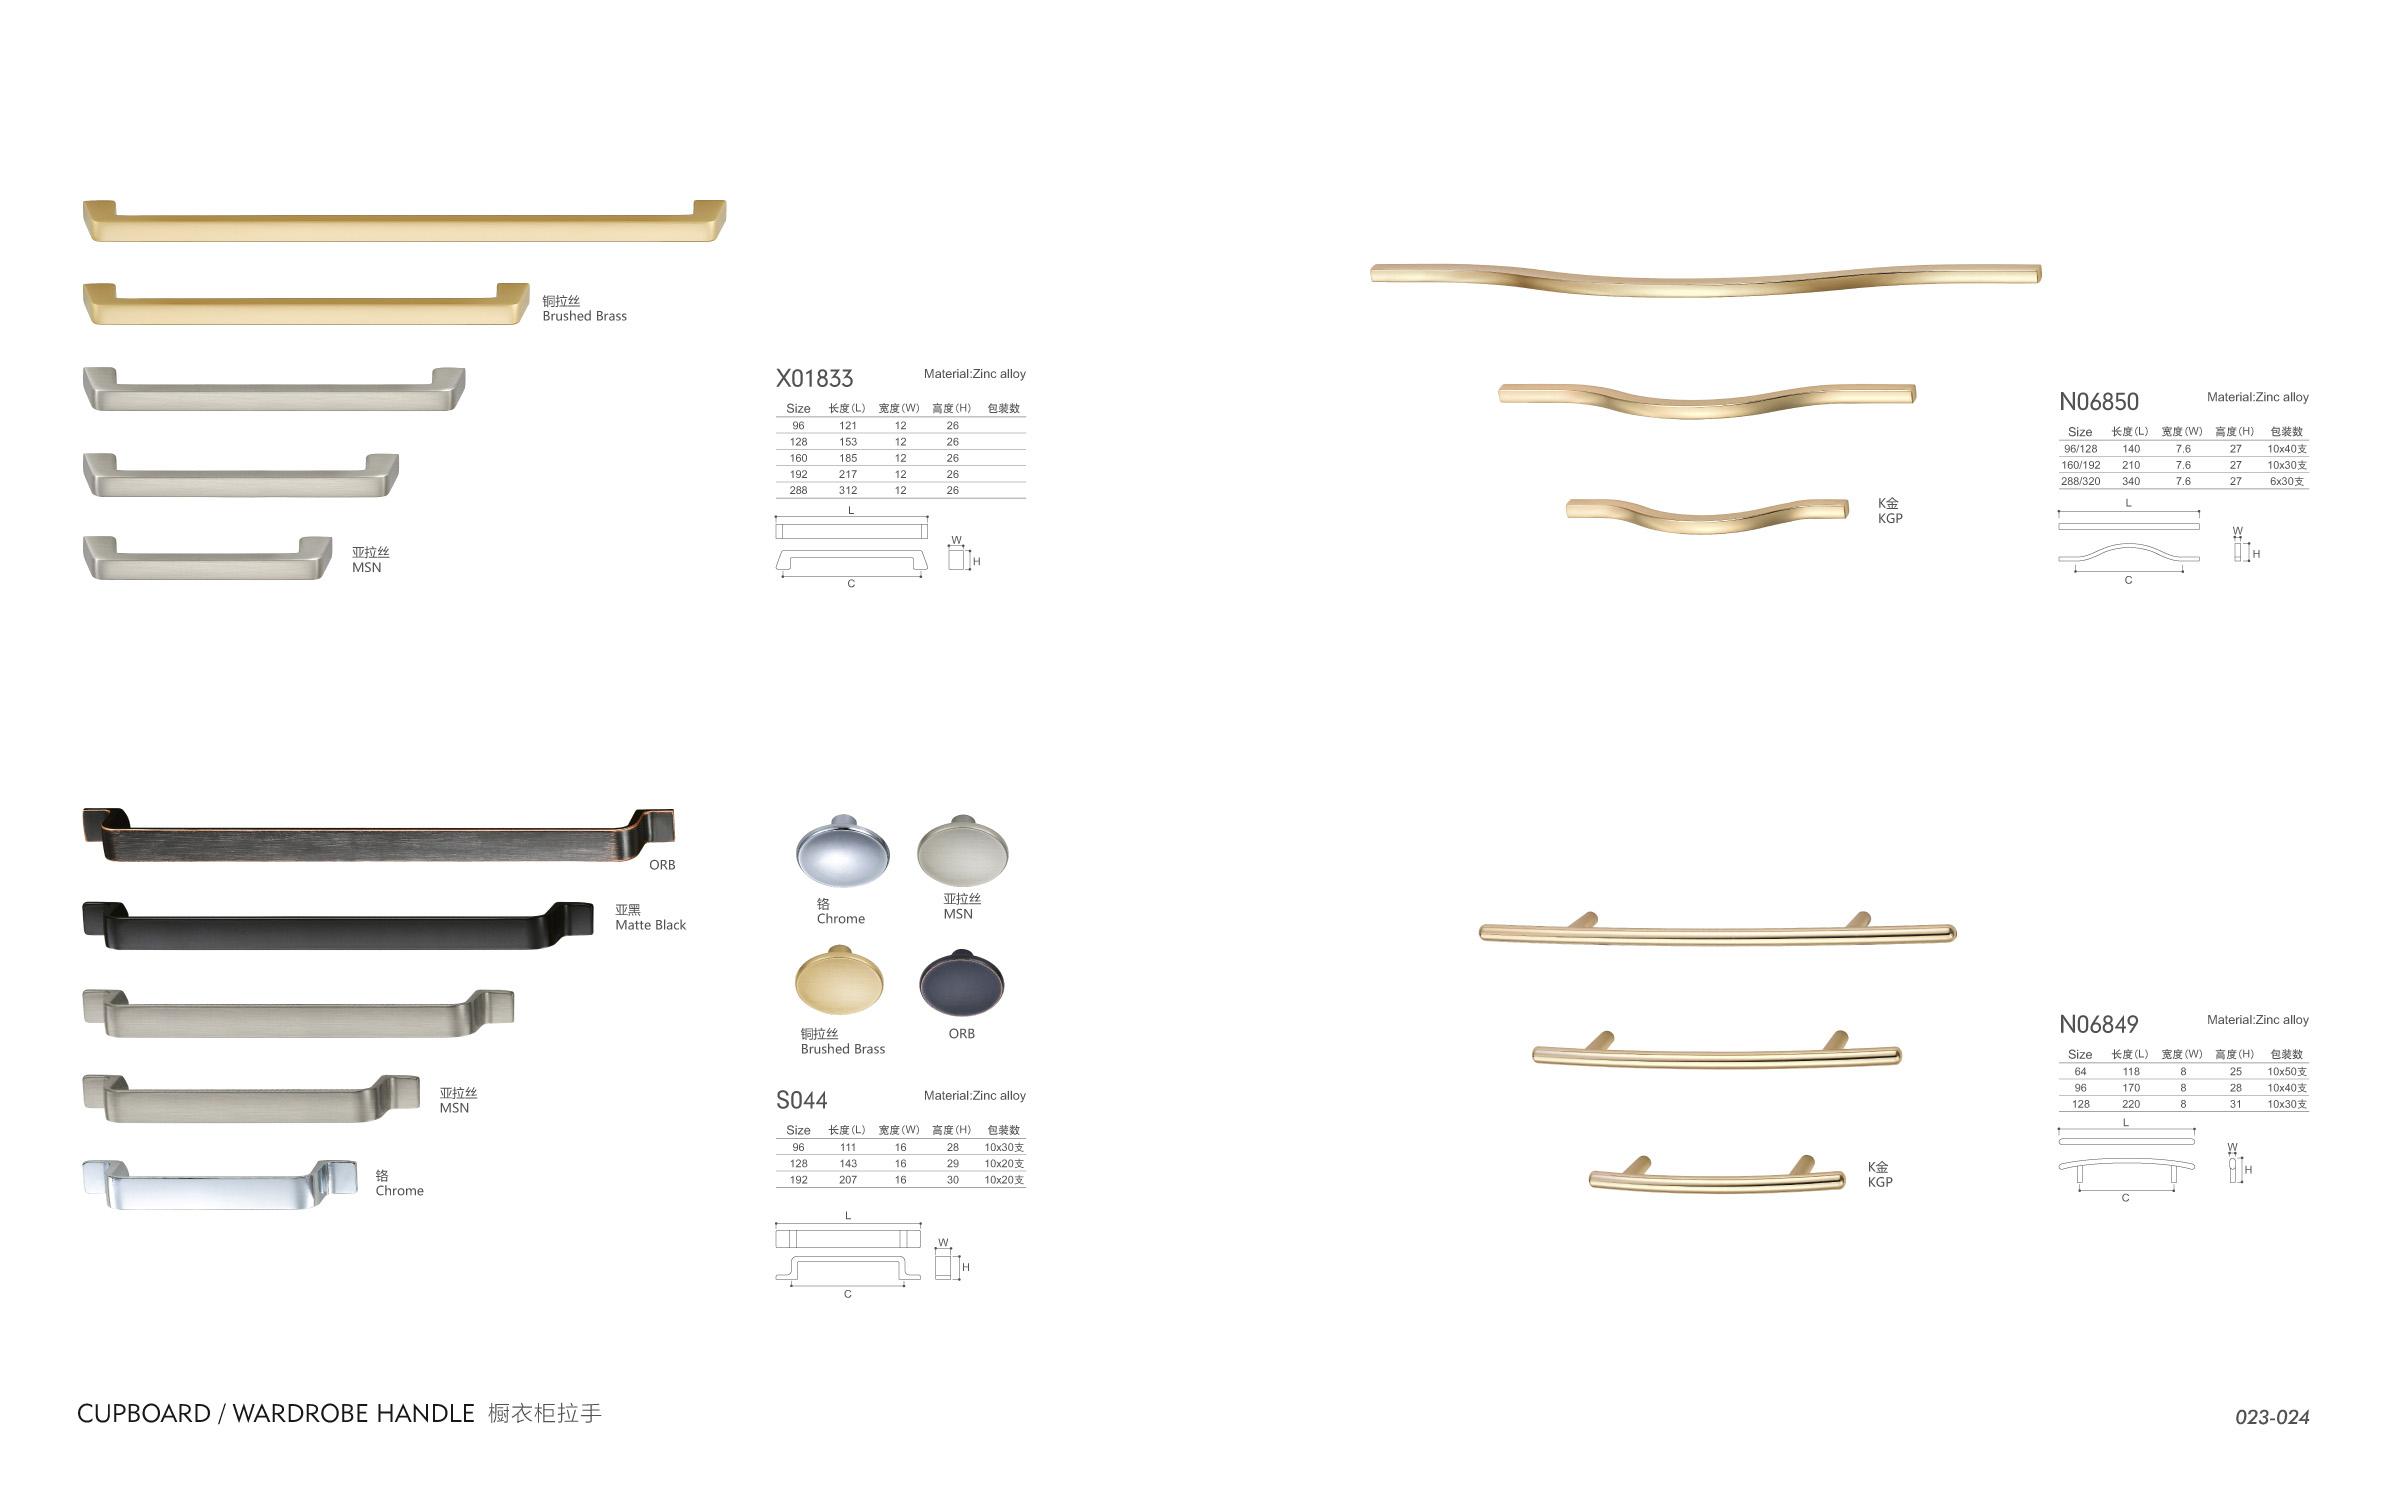 铜拉丝
Brushed Brass
亚拉丝
MSN
X01833 Material:Zinc alloy
Size 长度(L) 宽度(W) 高度(H) 包装数
96 121 12 26
128 153 12 26
160 185 12 26
192 217 12 26
288 312 12 26
L
W
H
C
K金
KGP
N06850 Material:Zinc alloy
Size 长度(L) 宽度(W) 高度(H) 包装数
96/128 140 7.6 27 10x40支
160/192 210 7.6 27 10x30支
288/320 340 7.6 27 6x30支
L
W
H
C
ORB
亚黑
Matte Black
亚拉丝
MSN
铬
Chrome
铬
Chrome
亚拉丝
MSN
铜拉丝
Brushed Brass
ORB
S044 Material:Zinc alloy
Size 长度(L) 宽度(W) 高度(H) 包装数
96 111 16 28 10x30支
128 143 16 29 10x20支
192 207 16 30 10x20支
L
W
H
C
K金
KGP
N06849 Material:Zinc alloy
Size 长度(L) 宽度(W) 高度(H) 包装数
64 118 8 25 10x50支
96 170 8 28 10x40支
128 220 8 31 10x30支
L
W
H
C
CUPBOARD / WARDROBE HANDLE 橱衣柜拉手
023-024